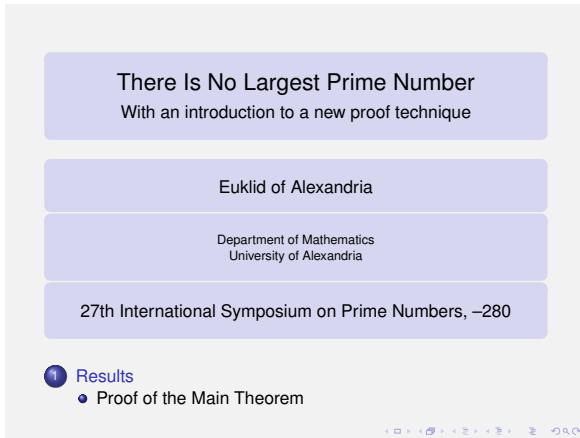 There Is No Largest Prime Number
With an introduction to a new proof technique
Euklid of Alexandria
Department of Mathematics
University of Alexandria
27th International Symposium on Prime Numbers, –280
1 Results
Proof of the Main Theorem